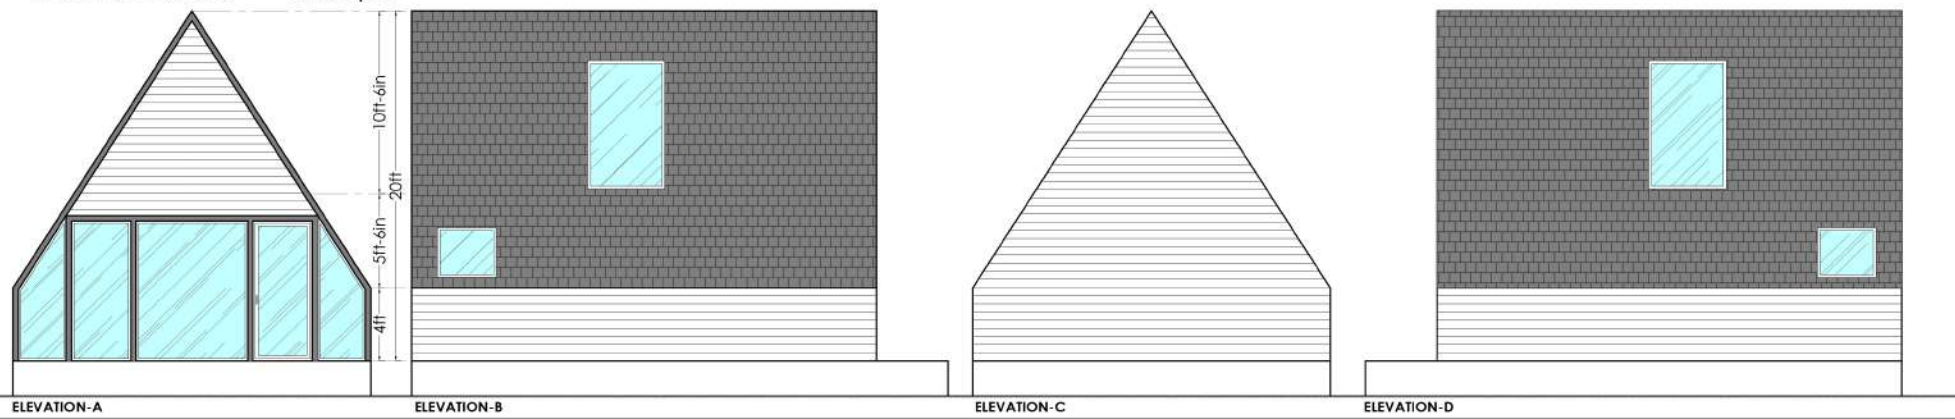 10ft-6in
20ft
5ft-6in
4ft
ELEVATION-A
ELEVATION-B
ELEVATION-C
ELEVATION-D